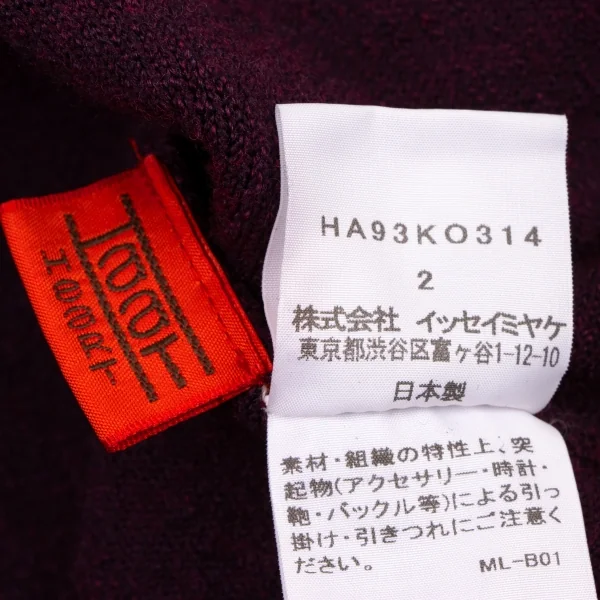 HaaT
HeaRT
HA93KO314
2
株式会社 イッセイミヤケ
東京都渋谷区富ヶ谷1-12-10
日本製
素材・組織の特性上、突
起物(アクセサリー・時計・
鞄・バックル等)による引っ
掛け・引きつれにご注意く
ださい。 ML-B01